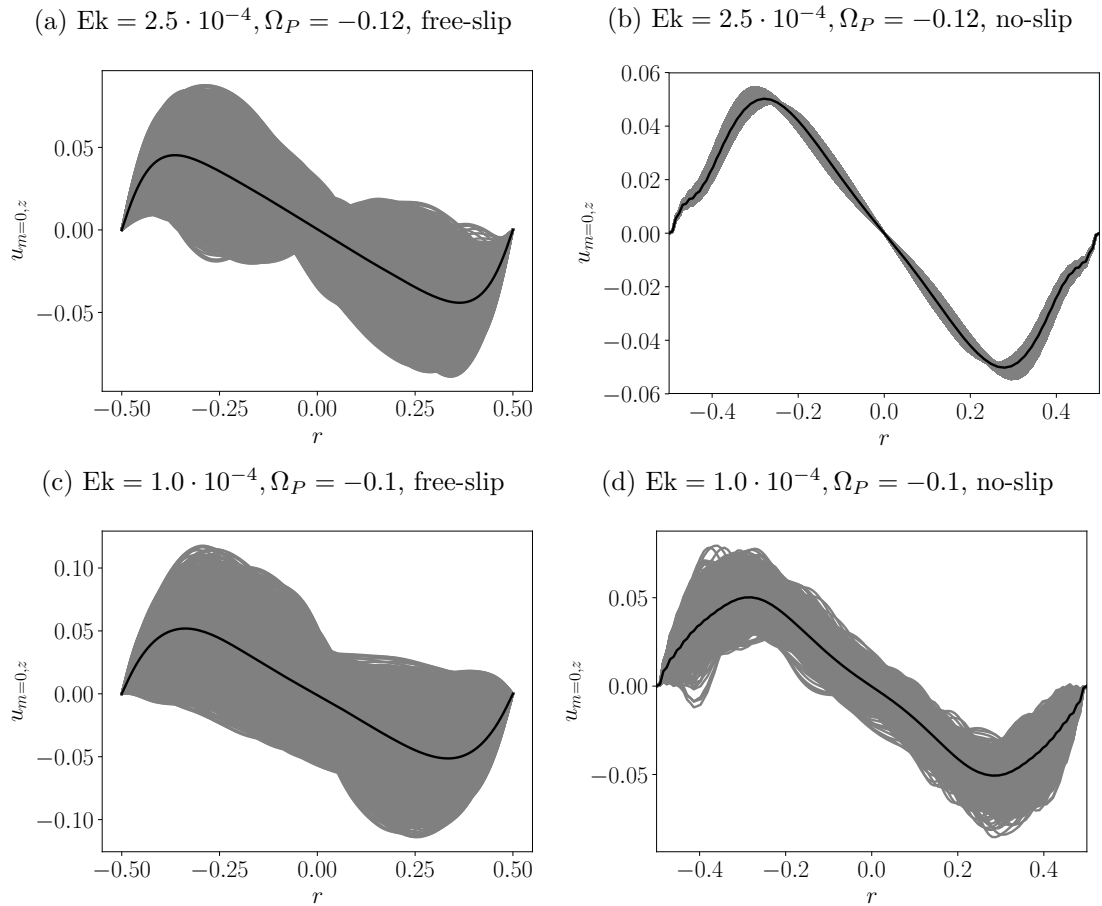 (a) Ek = 2.5 · 10⁻⁴, Ω_P = −0.12, free-slip
(b) Ek = 2.5 · 10⁻⁴, Ω_P = −0.12, no-slip
0.05
0.00
−0.05
u_{m=0,z}
−0.50 −0.25 0.00 0.25 0.50
r
0.06
0.04
0.02
0.00
−0.02
−0.04
−0.06
u_{m=0,z}
−0.4 −0.2 0.0 0.2 0.4
r
(c) Ek = 1.0 · 10⁻⁴, Ω_P = −0.1, free-slip
(d) Ek = 1.0 · 10⁻⁴, Ω_P = −0.1, no-slip
0.10
0.05
0.00
−0.05
−0.10
u_{m=0,z}
−0.50 −0.25 0.00 0.25 0.50
r
0.05
0.00
−0.05
u_{m=0,z}
−0.4 −0.2 0.0 0.2 0.4
r